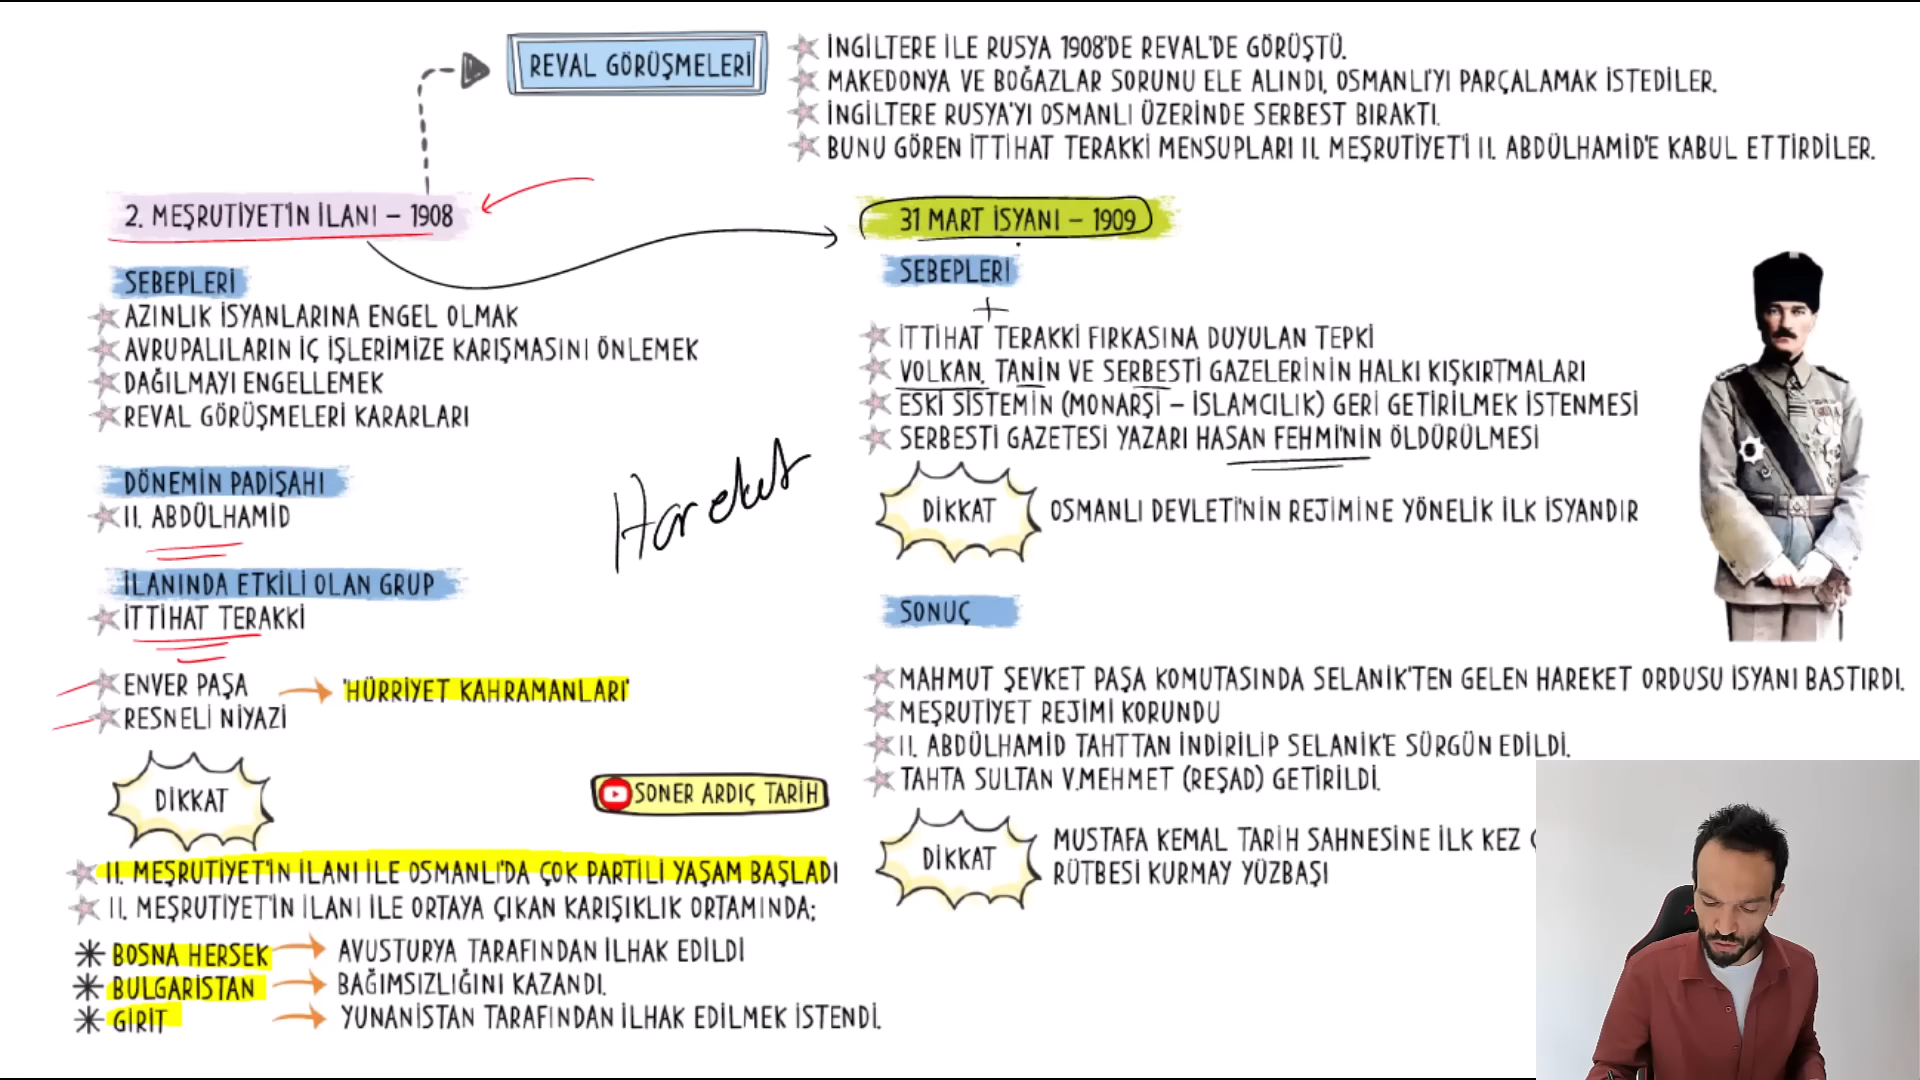 REVAL GÖRÜŞMELERİ
İNGİLTERE İLE RUSYA 1908'DE REVAL'DE GÖRÜŞTÜ.
MAKEDONYA VE BOĞAZLAR SORUNU ELE ALINDI, OSMANLI'YI PARÇALAMAK İSTEDİLER.
İNGİLTERE RUSYA'YI OSMANLI ÜZERİNDE SERBEST BIRAKTI.
BUNU GÖREN İTTİHAT TERAKKİ MENSUPLARI II. MEŞRUTİYET'İ II. ABDÜLHAMİD'E KABUL ETTİRDİLER.
2. MEŞRUTİYET'İN İLANI – 1908
SEBEPLERİ
AZINLIK İSYANLARINA ENGEL OLMAK
AVRUPALILARIN İÇ İŞLERİMİZE KARIŞMASINI ÖNLEMEK
DAĞILMAYI ENGELLEMEK
REVAL GÖRÜŞMELERİ KARARLARI
DÖNEMİN PADİŞAHI
II. ABDÜLHAMİD
İLANINDA ETKİLİ OLAN GRUP
İTTİHAT TERAKKİ
ENVER PAŞA
RESNELİ NİYAZİ
'HÜRRİYET KAHRAMANLARI'
DİKKAT
II. MEŞRUTİYET'İN İLANI İLE OSMANLI'DA ÇOK PARTİLİ YAŞAM BAŞLADI
II. MEŞRUTİYET'İN İLANI İLE ORTAYA ÇIKAN KARIŞIKLIK ORTAMINDA;
BOSNA HERSEK AVUSTURYA TARAFINDAN İLHAK EDİLDİ
BULGARİSTAN BAĞIMSIZLIĞINI KAZANDI.
GİRİT YUNANİSTAN TARAFINDAN İLHAK EDİLMEK İSTENDİ.
Hareket
SONER ARDIÇ TARİH
31 MART İSYANI – 1909
SEBEPLERİ
İTTİHAT TERAKKİ FIRKASINA DUYULAN TEPKİ
VOLKAN, TANİN VE SERBESTİ GAZELERİNİN HALKI KIŞKIRTMALARI
ESKİ SİSTEMİN (MONARŞİ – İSLAMCILIK) GERİ GETİRİLMEK İSTENMESİ
SERBESTİ GAZETESİ YAZARI HASAN FEHMİ'NİN ÖLDÜRÜLMESİ
DİKKAT
OSMANLI DEVLETİ'NİN REJİMİNE YÖNELİK İLK İSYANDIR
SONUÇ
MAHMUT ŞEVKET PAŞA KOMUTASINDA SELANİK'TEN GELEN HAREKET ORDUSU İSYANI BASTIRDI.
MEŞRUTİYET REJİMİ KORUNDU
II. ABDÜLHAMİD TAHTTAN İNDİRİLİP SELANİK'E SÜRGÜN EDİLDİ.
TAHTA SULTAN V.MEHMET (REŞAD) GETİRİLDİ.
DİKKAT
MUSTAFA KEMAL TARİH SAHNESİNE İLK KEZ
RÜTBESİ KURMAY YÜZBAŞI